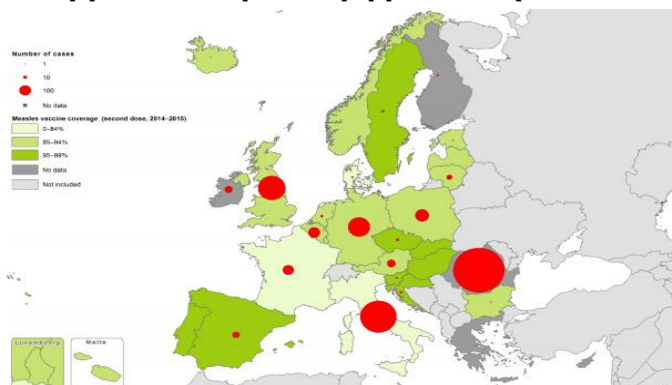 Number of cases
1
10
100
No data
Measles vaccine coverage (second dose, 2014–2015)
0–84%
85–94%
95–99%
No data
Not included
Luxembourg
Malta